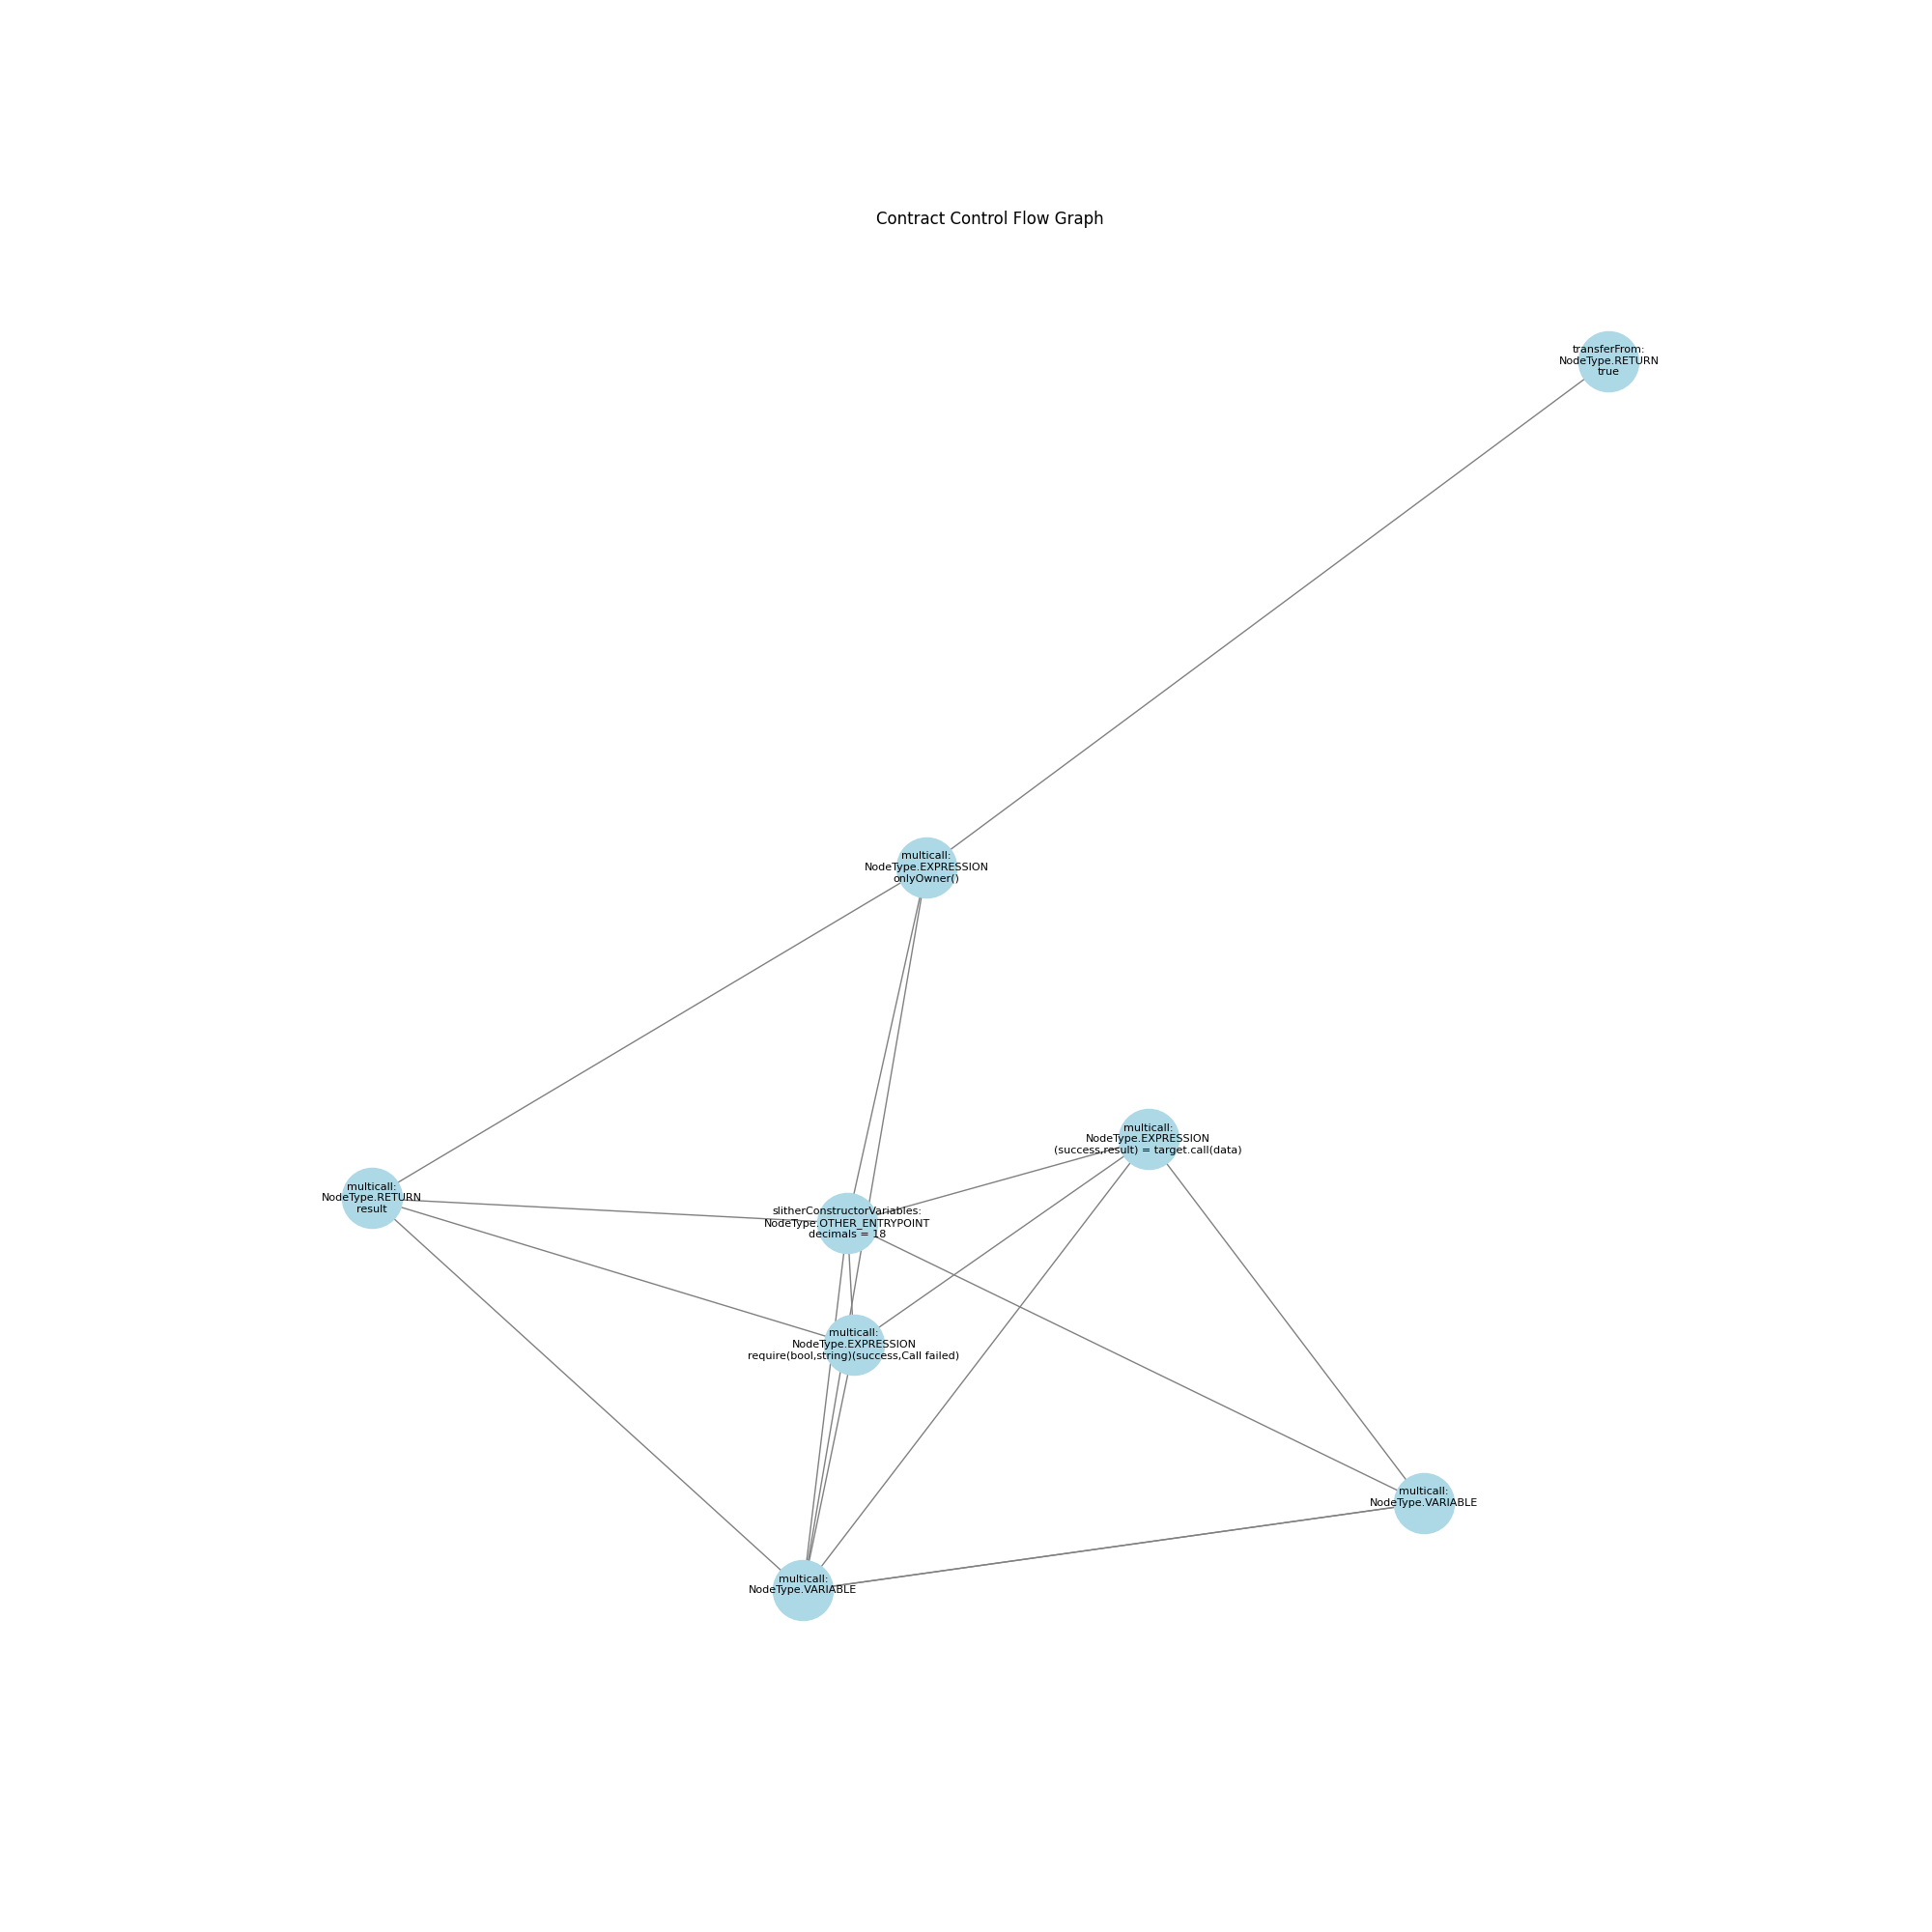 Contract Control Flow Graph
transferFrom:
NodeType.RETURN
true
multicall:
NodeType.EXPRESSION
onlyOwner()
multicall:
NodeType.EXPRESSION
(success,result) = target.call(data)
multicall:
NodeType.RETURN
result
slitherConstructorVariables:
NodeType.OTHER_ENTRYPOINT
decimals = 18
multicall:
NodeType.EXPRESSION
require(bool,string)(success,Call failed)
multicall:
NodeType.VARIABLE
multicall:
NodeType.VARIABLE